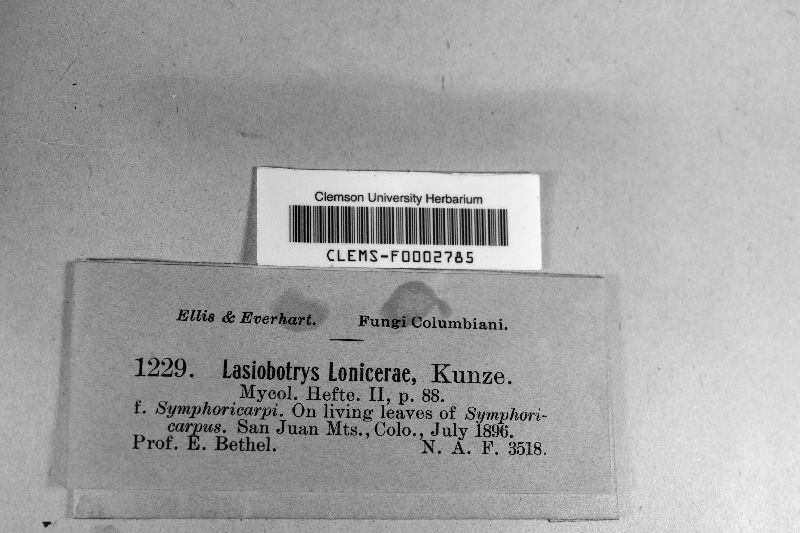 Clemson University Herbarium
CLEMS-F0002785
Ellis & Everhart. Fungi Columbiani.
1229. Lasiobotrys Lonicerae, Kunze.
Mycol. Hefte. II, p. 88.
f. Symphoricarpi. On living leaves of Symphori-
carpus. San Juan Mts., Colo., July 1896.
Prof. E. Bethel. N. A. F. 3518.